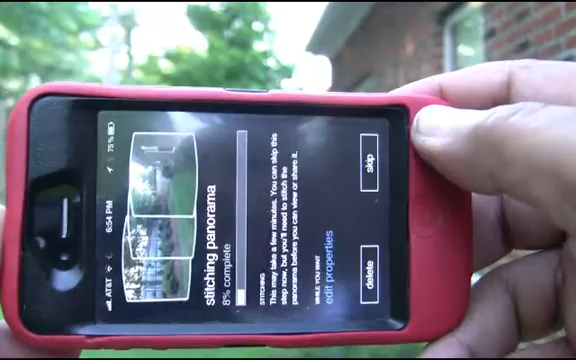 AT&T 6:54 PM 75%
stitching panorama
8% complete
STITCHING
This may take a few minutes. You can skip this
step now, but you'll need to stitch the
panorama before you can view or share it.
WHILE YOU WAIT
edit properties
delete
skip